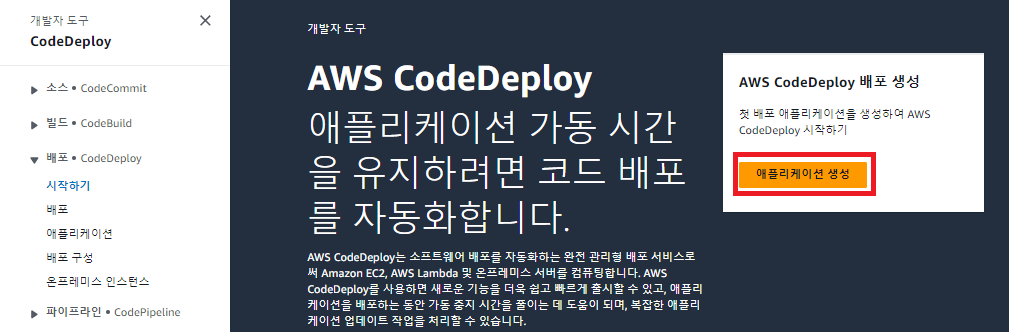 개발자 도구
CodeDeploy
소스 • CodeCommit
빌드 • CodeBuild
배포 • CodeDeploy
시작하기
배포
애플리케이션
배포 구성
온프레미스 인스턴스
파이프라인 • CodePipeline
개발자 도구
AWS CodeDeploy
애플리케이션 가동 시간
을 유지하려면 코드 배포
를 자동화합니다.
AWS CodeDeploy는 소프트웨어 배포를 자동화하는 완전 관리형 배포 서비스로
써 Amazon EC2, AWS Lambda 및 온프레미스 서버를 컴퓨팅합니다. AWS
CodeDeploy를 사용하면 새로운 기능을 더욱 쉽고 빠르게 출시할 수 있고, 애플리
케이션을 배포하는 동안 가동 중지 시간을 줄이는 데 도움이 되며, 복잡한 애플리
케이션 업데이트 작업을 처리할 수 있습니다.
AWS CodeDeploy 배포 생성
첫 배포 애플리케이션을 생성하여 AWS
CodeDeploy 시작하기
애플리케이션 생성